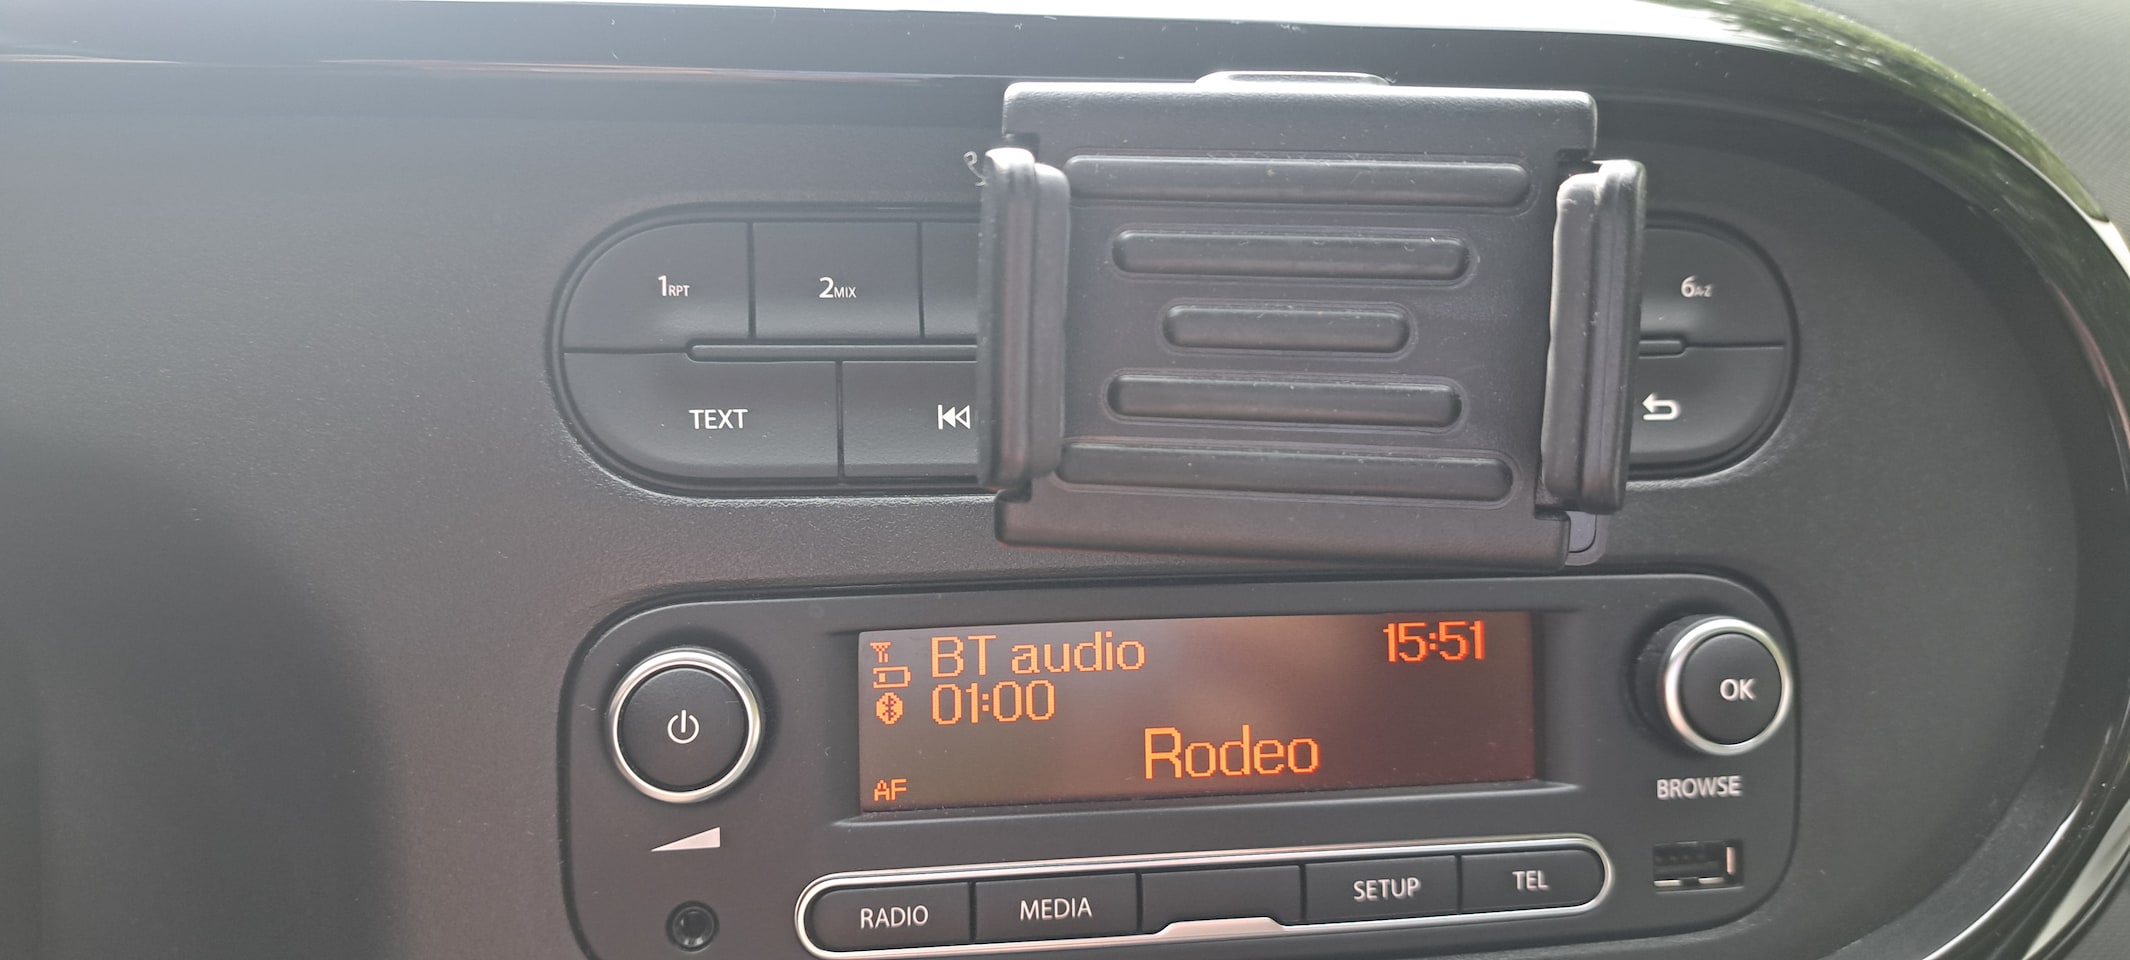 1RPT
2MIX
6A-Z
TEXT
BT audio
15:51
01:00
Rodeo
AF
OK
BROWSE
RADIO
MEDIA
SETUP
TEL